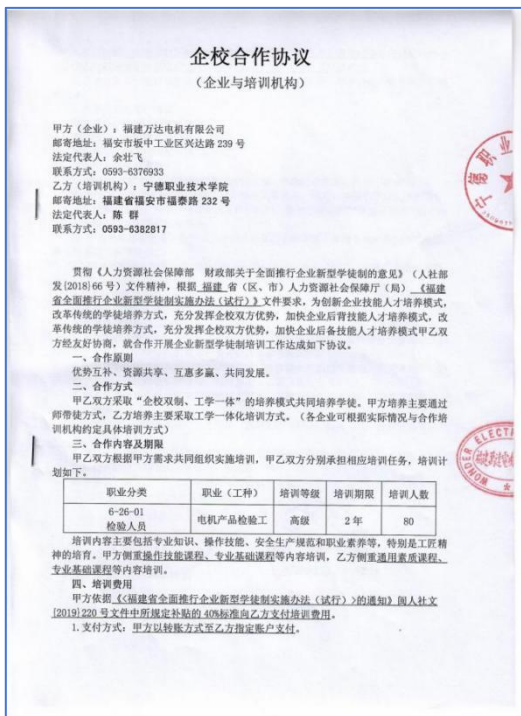 企校合作协议
（企业与培训机构）
甲方（企业）：福建万达电机有限公司
邮寄地址：福安市坂中工业区兴达路 239 号
法定代表人：余壮飞
联系方式：0593-6376933
乙方（培训机构）：宁德职业技术学院
邮寄地址：福建省福安市福泰路 232 号
法定代表人：陈 群
联系方式：0593-6382817
贯彻《人力资源社会保障部 财政部关于全面推行企业新型学徒制的意见》（人社部
发[2018]66 号）文件精神，根据 福建 省（区、市）人力资源社会保障厅（局）《福建
省全面推行企业新型学徒制实施办法（试行）》文件要求，为创新企业技能人才培养模式，
改革传统的学徒培养方式，充分发挥企校双方优势，加快企业后背技能人才培养模式，改
革传统的学徒培养方式，充分发挥企校双方优势，加快企业后备技能人才培养模式甲乙双
方经友好协商，就合作开展企业新型学徒制培训工作达成如下协议。
一、合作原则
优势互补、资源共享、互惠多赢、共同发展。
二、合作方式
甲乙双方采取“企校双制、工学一体”的培养模式共同培养学徒。甲方培养主要通过
师带徒方式，乙方培养主要采取工学一体化培训方式。（各企业可根据实际情况与合作培
训机构约定具体培训方式）
三、合作内容及期限
甲乙双方根据甲方需求共同组织实施培训，甲乙双方分别承担相应培训任务，培训计
划如下。
职业分类 职业（工种） 培训等级 培训期限 培训人数
6-26-01
检验人员 电机产品检验工 高级 2 年 80
培训内容主要包括专业知识、操作技能、安全生产规范和职业素养等，特别是工匠精
神的培育。甲方侧重操作技能课程、专业基础课程等内容培训，乙方侧重通用素质课程、
专业基础课程等内容培训。
四、培训费用
甲方依据《<福建省全面推行企业新型学徒制实施办法（试行）>的通知》闽人社文
[2019]220 号文件中所规定补贴的 40%标准向乙方支付培训费用。
1.支付方式：甲方以转账方式至乙方指定账户支付。
宁德职业
WONDER ELECTR